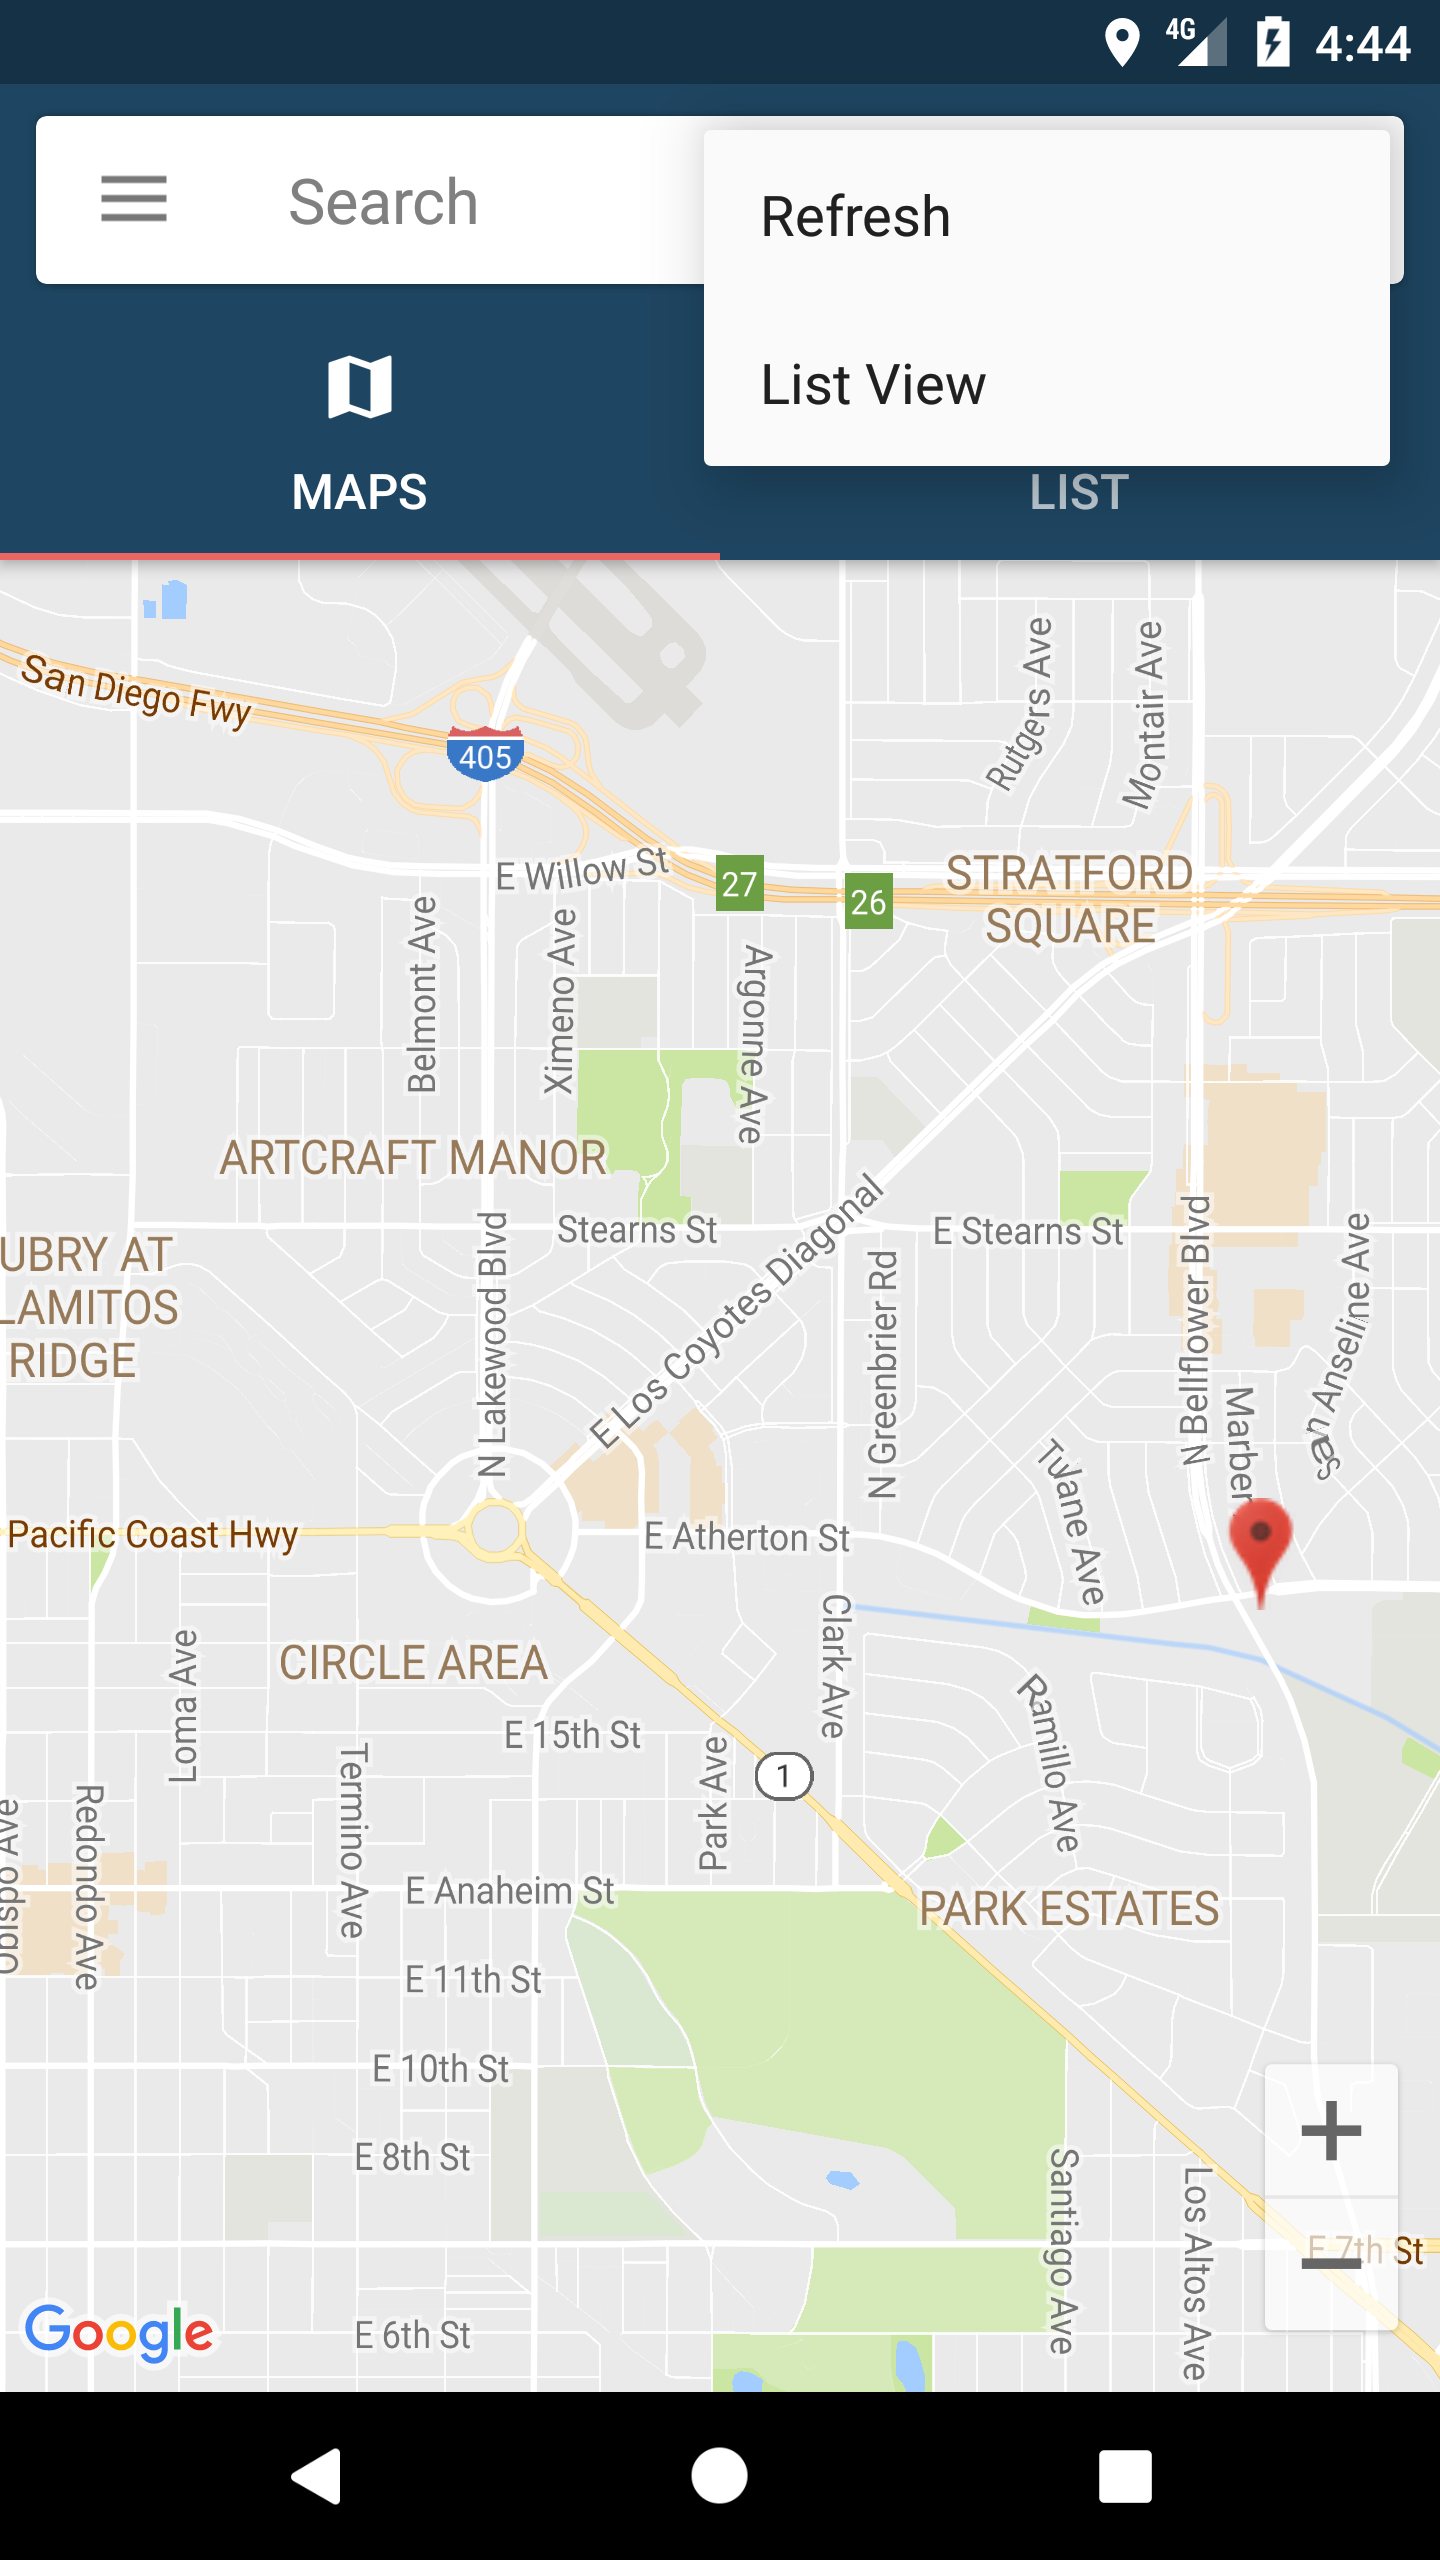 4G 4:44
Search
Refresh
List View
MAPS
LIST
San Diego Fwy
405
Rutgers Ave
Montair Ave
E Willow St
27
26
STRATFORD
SQUARE
Belmont Ave
Ximeno Ave
Argonne Ave
ARTCRAFT MANOR
Stearns St
E Stearns St
UBRY AT
LAMITOS
RIDGE
N Lakewood Blvd
E Los Coyotes Diagonal
N Greenbrier Rd
N Bellflower Blvd
Marber
Pacific Coast Hwy
E Atherton St
Tulane Ave
CIRCLE AREA
Clark Ave
Loma Ave
E 15th St
Termino Ave
Park Ave
1
Ramillo Ave
Obispo Ave
Redondo Ave
E Anaheim St
PARK ESTATES
E 11th St
E 10th St
E 8th St
Santiago Ave
Los Altos Ave
E 7th St
E 6th St
Google